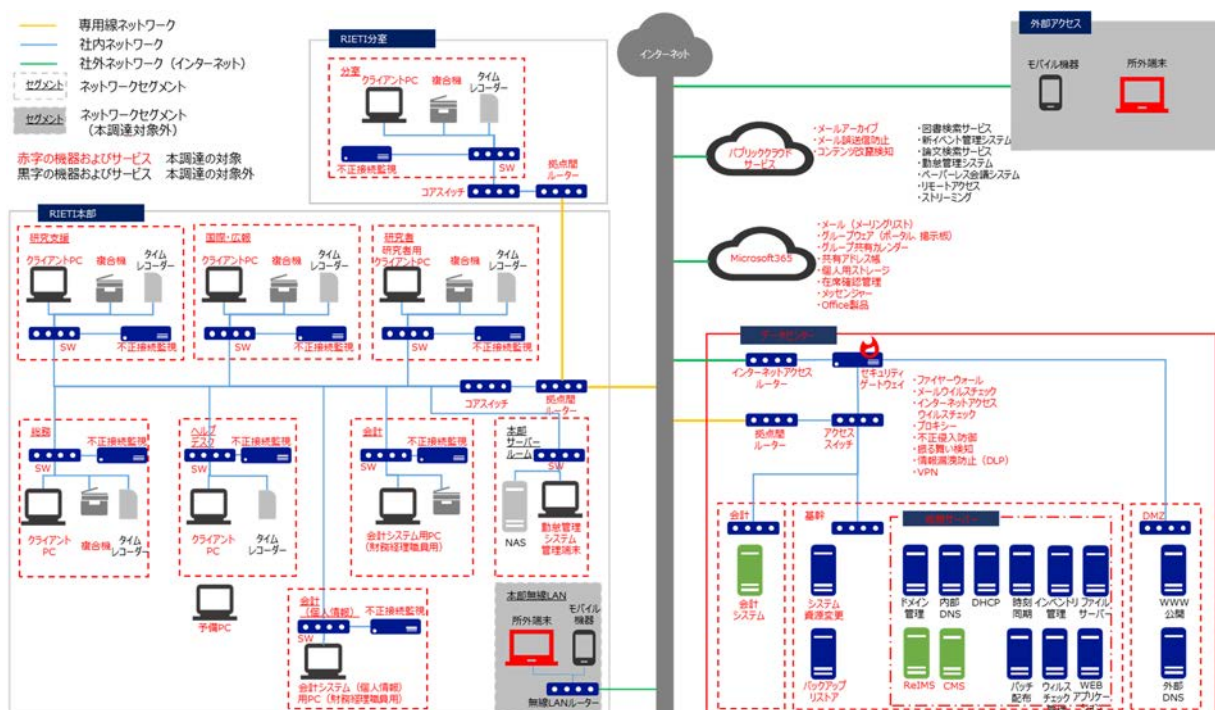 専用線ネットワーク
社内ネットワーク
社外ネットワーク（インターネット）
セグメント
ネットワークセグメント
セグメント
ネットワークセグメント
（本調達対象外）
赤字の機器およびサービス　本調達の対象
黒字の機器およびサービス　本調達の対象外
RIETI分室
分室
クライアントPC
複合機
タイム
レコーダー
不正接続監視
SW
コアスイッチ
拠点間
ルーター
インターネット
外部アクセス
モバイル機器
所外端末
パブリッククラウド
サービス
・メールアーカイブ
・メール誤送信防止
・コンテンツ改竄検知
・図書検索サービス
・新イベント管理システム
・論文検索サービス
・勤怠管理システム
・ペーパーレス会議システム
・リモートアクセス
・ストリーミング
Microsoft365
・メール（メーリングリスト）
・グループウェア（ポータル、掲示板）
・グループ共有カレンダー
・共有アドレス帳
・個人用ストレージ
・在席確認管理
・メッセンジャー
・Office製品
RIETI本部
研究支援
クライアントPC
複合機
タイム
レコーダー
SW
不正接続監視
国際・広報
クライアントPC
複合機
タイム
レコーダー
SW
不正接続監視
研究者
研究者用
クライアントPC
複合機
タイム
レコーダー
SW
不正接続監視
コアスイッチ
拠点間
ルーター
総務
不正接続監視
SW
クライアント
PC
複合機
タイム
レコーダー
ヘルプ
デスク
不正接続監視
SW
クライアント
PC
複合機
タイム
レコーダー
予備PC
会計
不正接続監視
SW
会計システム用PC
（財務経理職員用）
本部
サーバー
ルーム
SW
NAS
勤怠管理
システム
管理端末
会計
（個人情報）
不正接続監視
SW
会計システム（個人情報）
用PC（財務経理職員用）
本部無線LAN
所外端末
モバイル
機器
無線LANルーター
データセンター
インターネットアクセス
ルーター
セキュリティ
ゲートウェイ
・ファイヤーウォール
・メールウイルスチェック
・インターネットアクセス
ウイルスチェック
・プロキシー
・不正侵入防御
・振る舞い検知
・情報漏洩防止（DLP）
・VPN
拠点間
ルーター
アクセス
スイッチ
会計
会計
システム
基幹
システム
資源変更
バックアップ
リストア
ドメイン
管理
内部
DNS
DHCP
時刻
同期
インベントリ
管理
ファイル
サーバー
ReIMS
CMS
パッチ
配布
ウィルス
チェック
WEB
アプリケー
DMZ
WWW
公開
外部
DNS